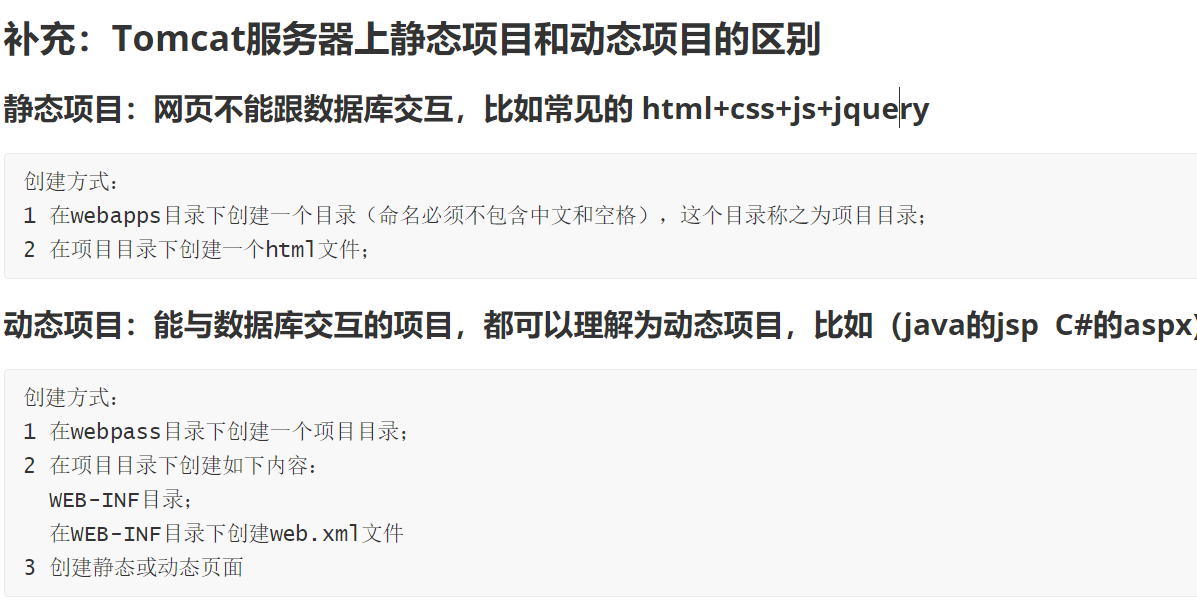 补充：Tomcat服务器上静态项目和动态项目的区别
静态项目：网页不能跟数据库交互，比如常见的 html+css+js+jquery
创建方式：
1 在webapps目录下创建一个目录（命名必须不包含中文和空格），这个目录称之为项目目录；
2 在项目目录下创建一个html文件；
动态项目：能与数据库交互的项目，都可以理解为动态项目，比如（java的jsp C#的aspx)
创建方式：
1 在webpass目录下创建一个项目目录；
2 在项目目录下创建如下内容：
WEB-INF目录；
在WEB-INF目录下创建web.xml文件
3 创建静态或动态页面